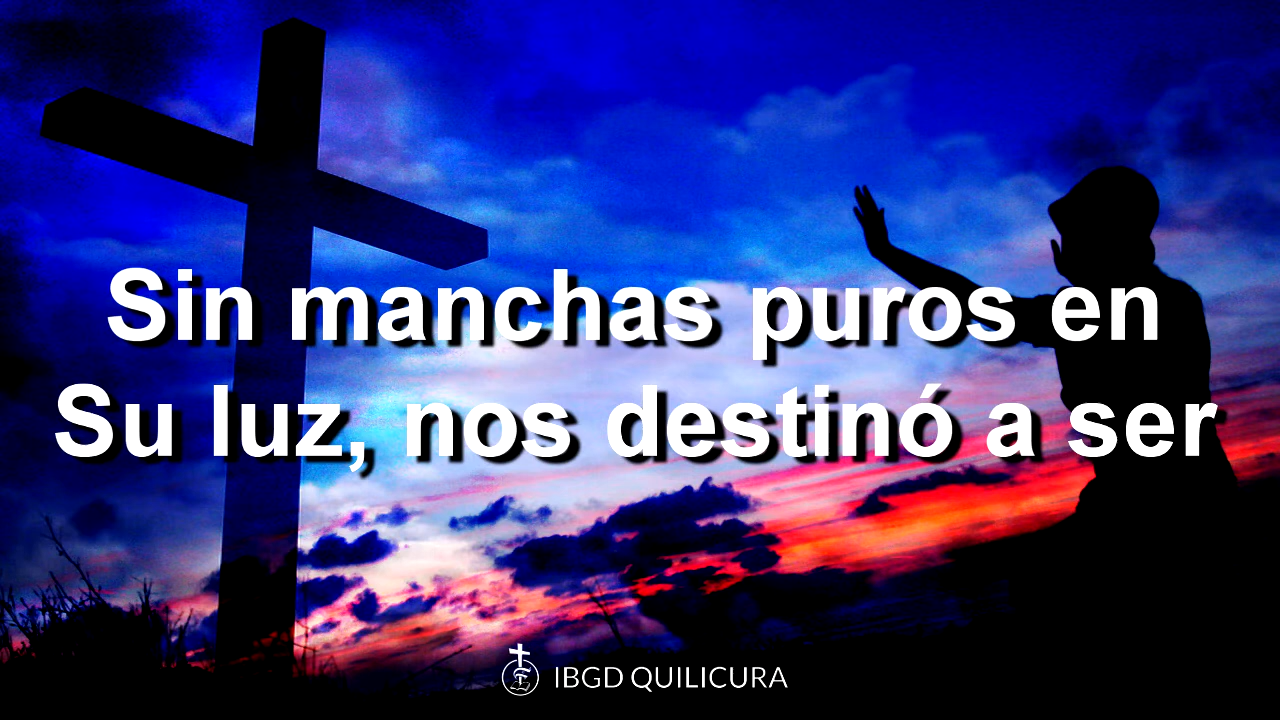 Sin manchas puros en
Su luz, nos destinó a ser
IBGD QUILICURA